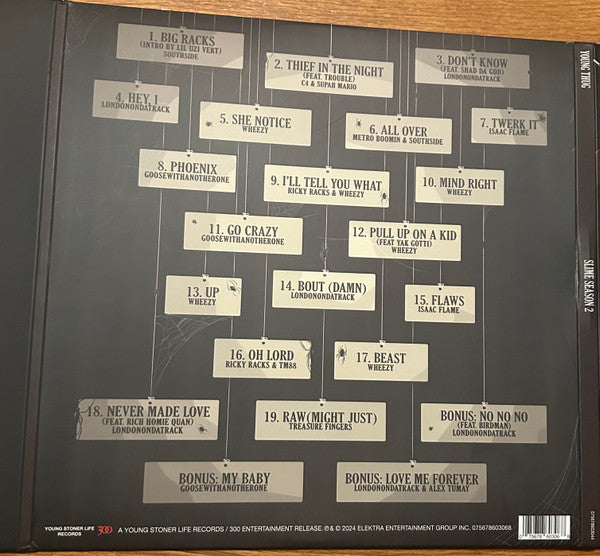 1. BIG RACKS
(INTRO BY LIL UZI VERT)
SOUTHSIDE
2. THIEF IN THE NIGHT
(FEAT. TROUBLE)
C4 & SUPAH MARIO
3. DON'T KNOW
(FEAT. SHAD DA GOD)
LONDONONDATRACK
4. HEY, I
LONDONONDATRACK
5. SHE NOTICE
WHEEZY
6. ALL OVER
METRO BOOMIN & SOUTHSIDE
7. TWERK IT
ISAAC FLAME
8. PHOENIX
GOOSEWITHANOTHERONE
9. I'LL TELL YOU WHAT
RICKY RACKS & WHEEZY
10. MIND RIGHT
WHEEZY
11. GO CRAZY
GOOSEWITHANOTHERONE
12. PULL UP ON A KID
(FEAT YAK GOTTI)
WHEEZY
13. UP
WHEEZY
14. BOUT (DAMN)
LONDONONDATRACK
15. FLAWS
ISAAC FLAME
16. OH LORD
RICKY RACKS & TM88
17. BEAST
WHEEZY
18. NEVER MADE LOVE
(FEAT. RICH HOMIE QUAN)
LONDONONDATRACK
19. RAW(MIGHT JUST)
TREASURE FINGERS
BONUS: NO NO NO
(FEAT. BIRDMAN)
LONDONONDATRACK
BONUS: MY BABY
GOOSEWITHANOTHERONE
BONUS: LOVE ME FOREVER
LONDONONDATRACK & ALEX TUMAY
YOUNG STONER LIFE
RECORDS
300
A YOUNG STONER LIFE RECORDS / 300 ENTERTAINMENT RELEASE. ℗ & © 2024 ELEKTRA ENTERTAINMENT GROUP INC. 075678603068
YOUNG THUG
SLIME SEASON 2